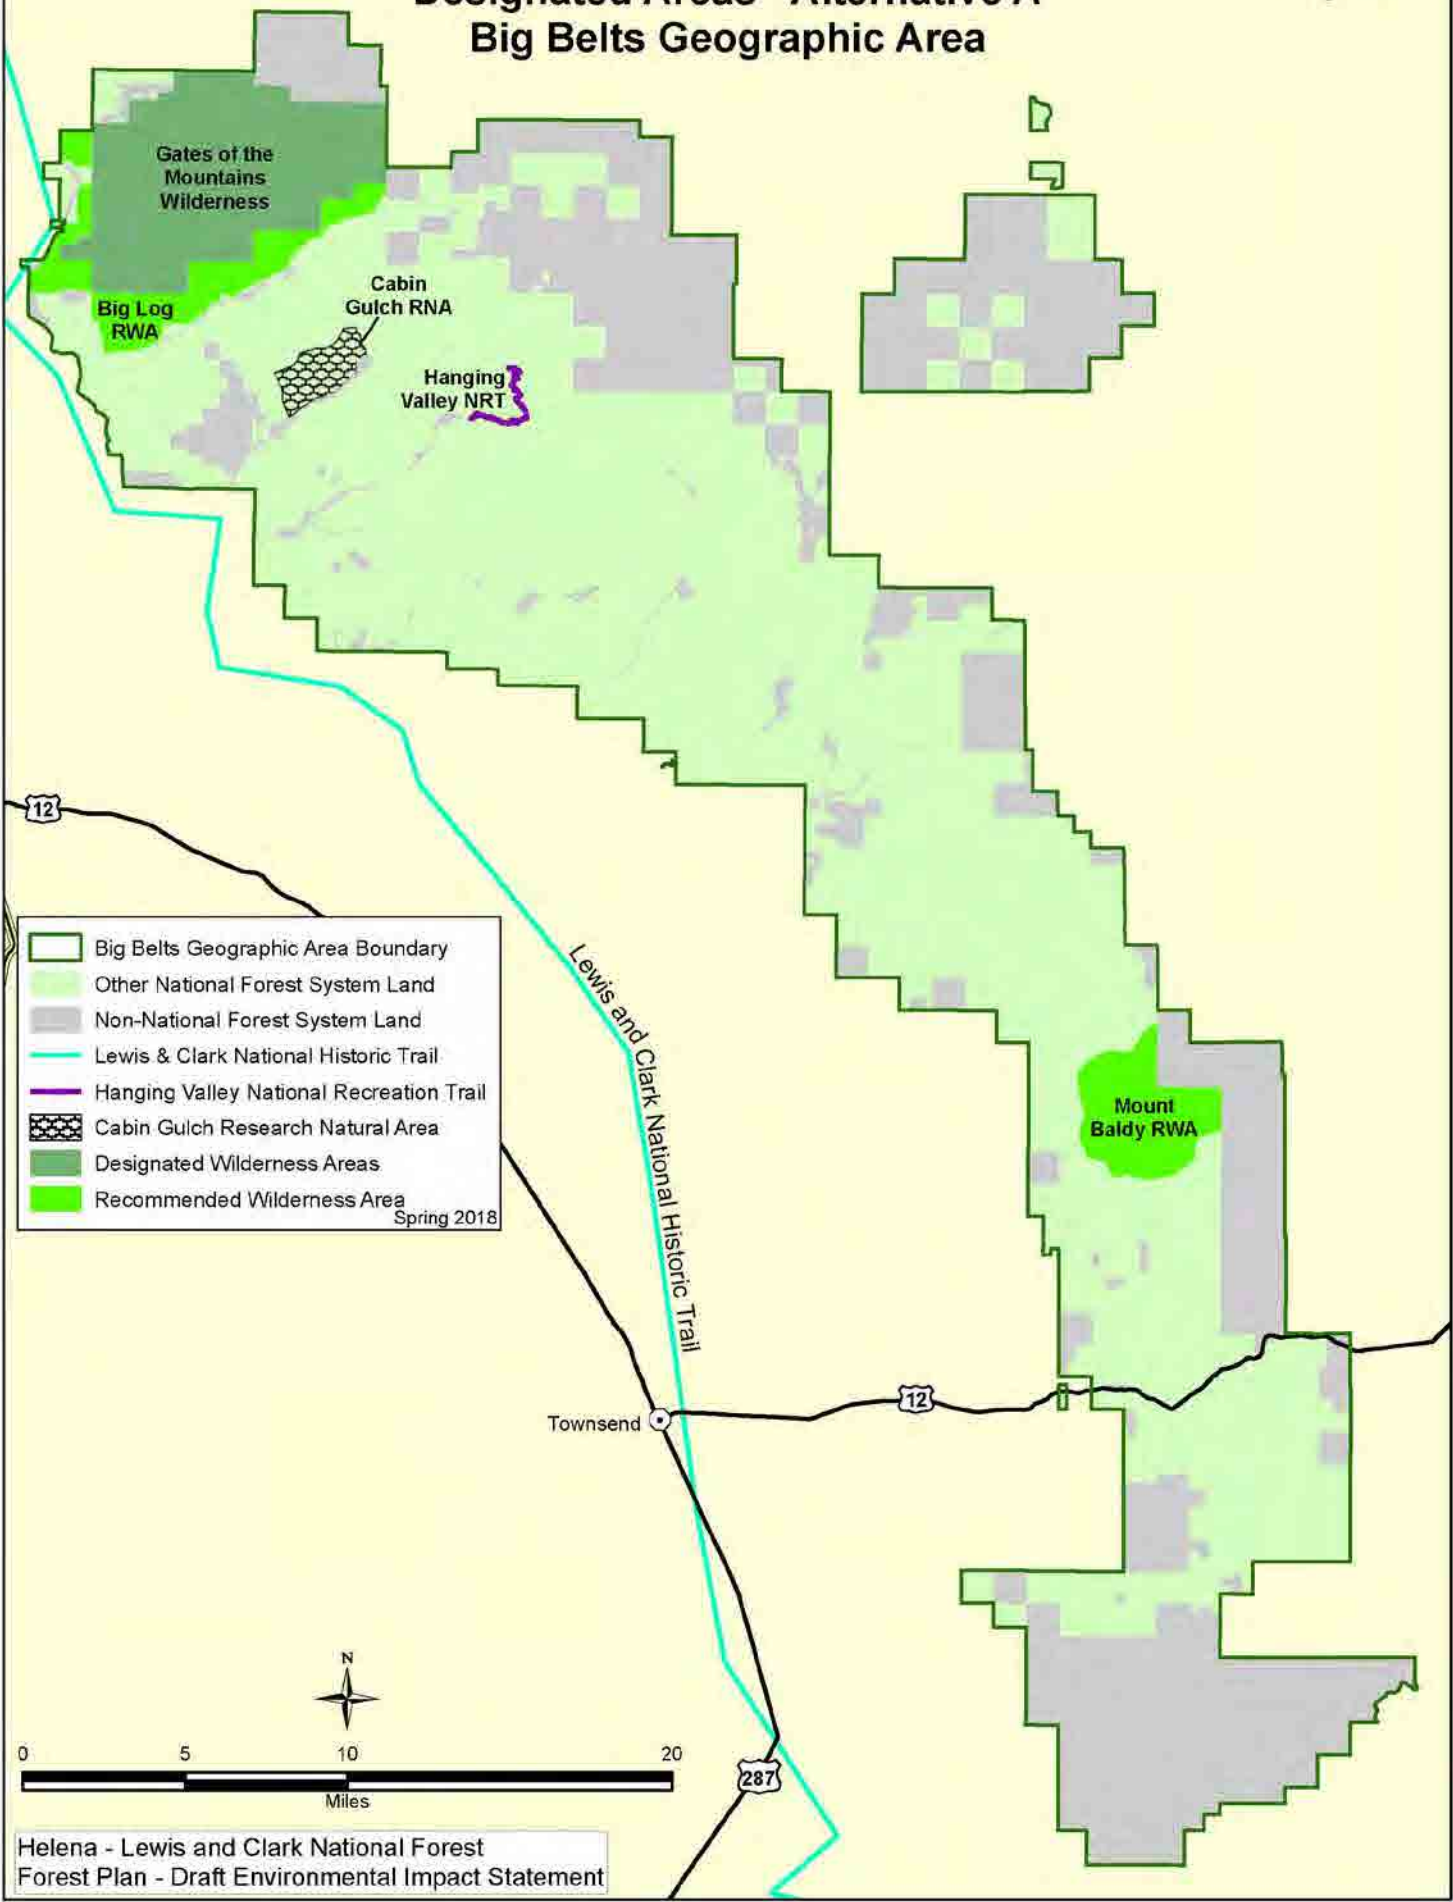 Designated Areas - Alternative A
Big Belts Geographic Area
Gates of the
Mountains
Wilderness
Big Log
RWA
Cabin
Gulch RNA
Hanging
Valley NRT
12
Big Belts Geographic Area Boundary
Other National Forest System Land
Non-National Forest System Land
Lewis & Clark National Historic Trail
Hanging Valley National Recreation Trail
Cabin Gulch Research Natural Area
Designated Wilderness Areas
Recommended Wilderness Area
Spring 2018
Lewis and Clark National Historic Trail
Mount
Baldy RWA
12
Townsend
N
0 5 10 20
Miles
287
Helena - Lewis and Clark National Forest
Forest Plan - Draft Environmental Impact Statement